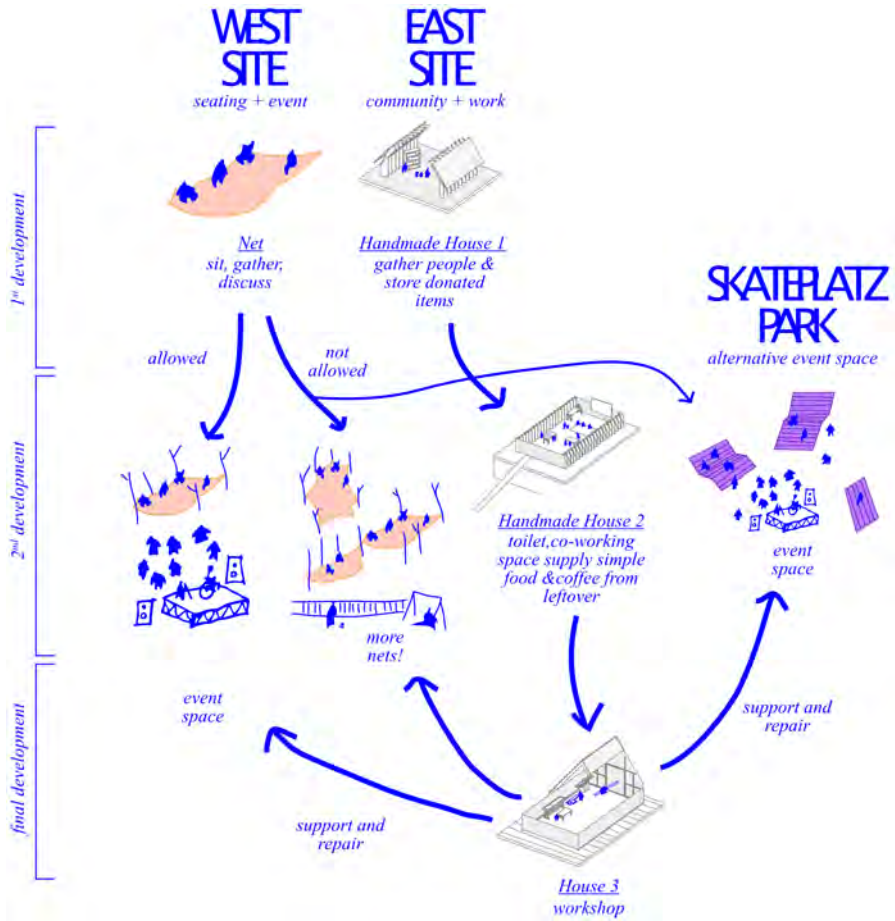 WEST
SITE
seating + event
EAST
SITE
community + work
1st development
Net
sit, gather,
discuss
Handmade House 1
gather people &
store donated
items
SKATEPLATZ
PARK
alternative event space
allowed
not
allowed
2nd development
Handmade House 2
toilet,co-working
space supply simple
food &coffee from
leftover
event
space
more
nets!
final development
event
space
support and
repair
support and
repair
House 3
workshop